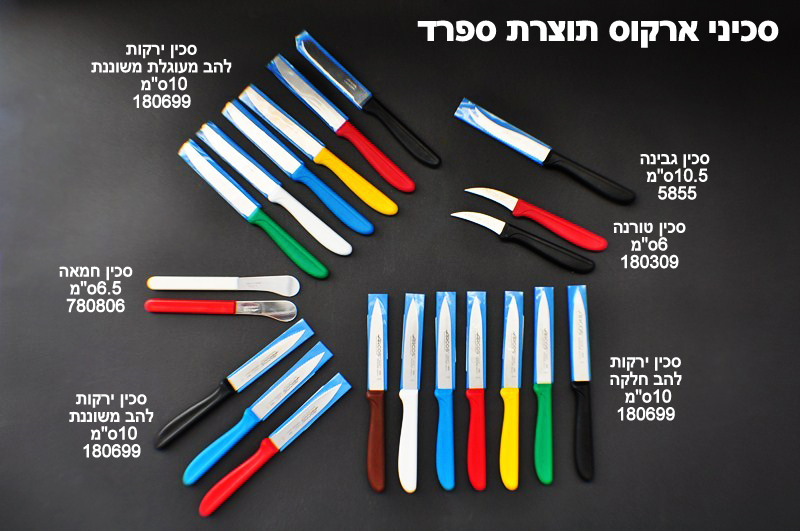 סכיני ארקוס תוצרת ספרד
סכין ירקות
להב מעוגלת משוננת
10ס"מ
180699
סכין גבינה
10.5ס"מ
5855
סכין טורנה
6ס"מ
180309
סכין חמאה
6.5ס"מ
780806
סכין ירקות
להב משוננת
10ס"מ
180699
סכין ירקות
להב חלקה
10ס"מ
180699